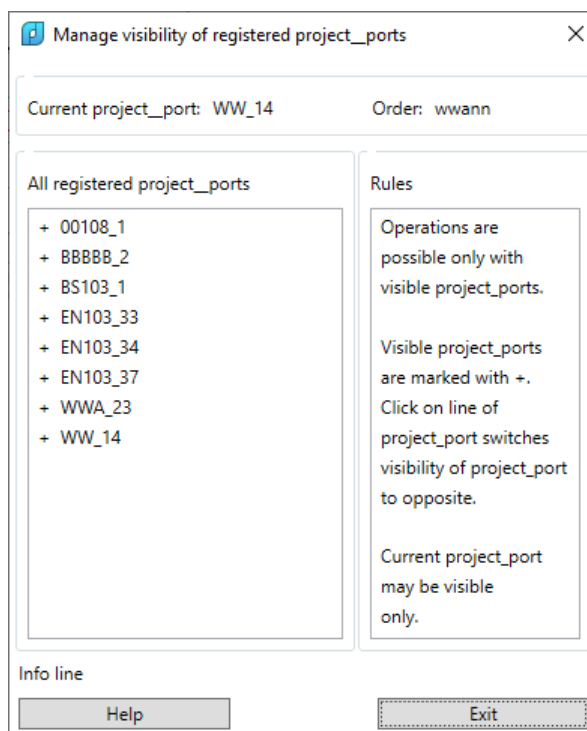 Manage visibility of registered project__ports
Current project__port: WW_14 Order: wwann
All registered project__ports
+ 00108_1
+ BBBBB_2
+ BS103_1
+ EN103_33
+ EN103_34
+ EN103_37
+ WWA_23
+ WW_14
Rules
Operations are
possible only with
visible project_ports.
Visible project_ports
are marked with +.
Click on line of
project_port switches
visibility of project_port
to opposite.
Current project_port
may be visible
only.
Info line
Help Exit